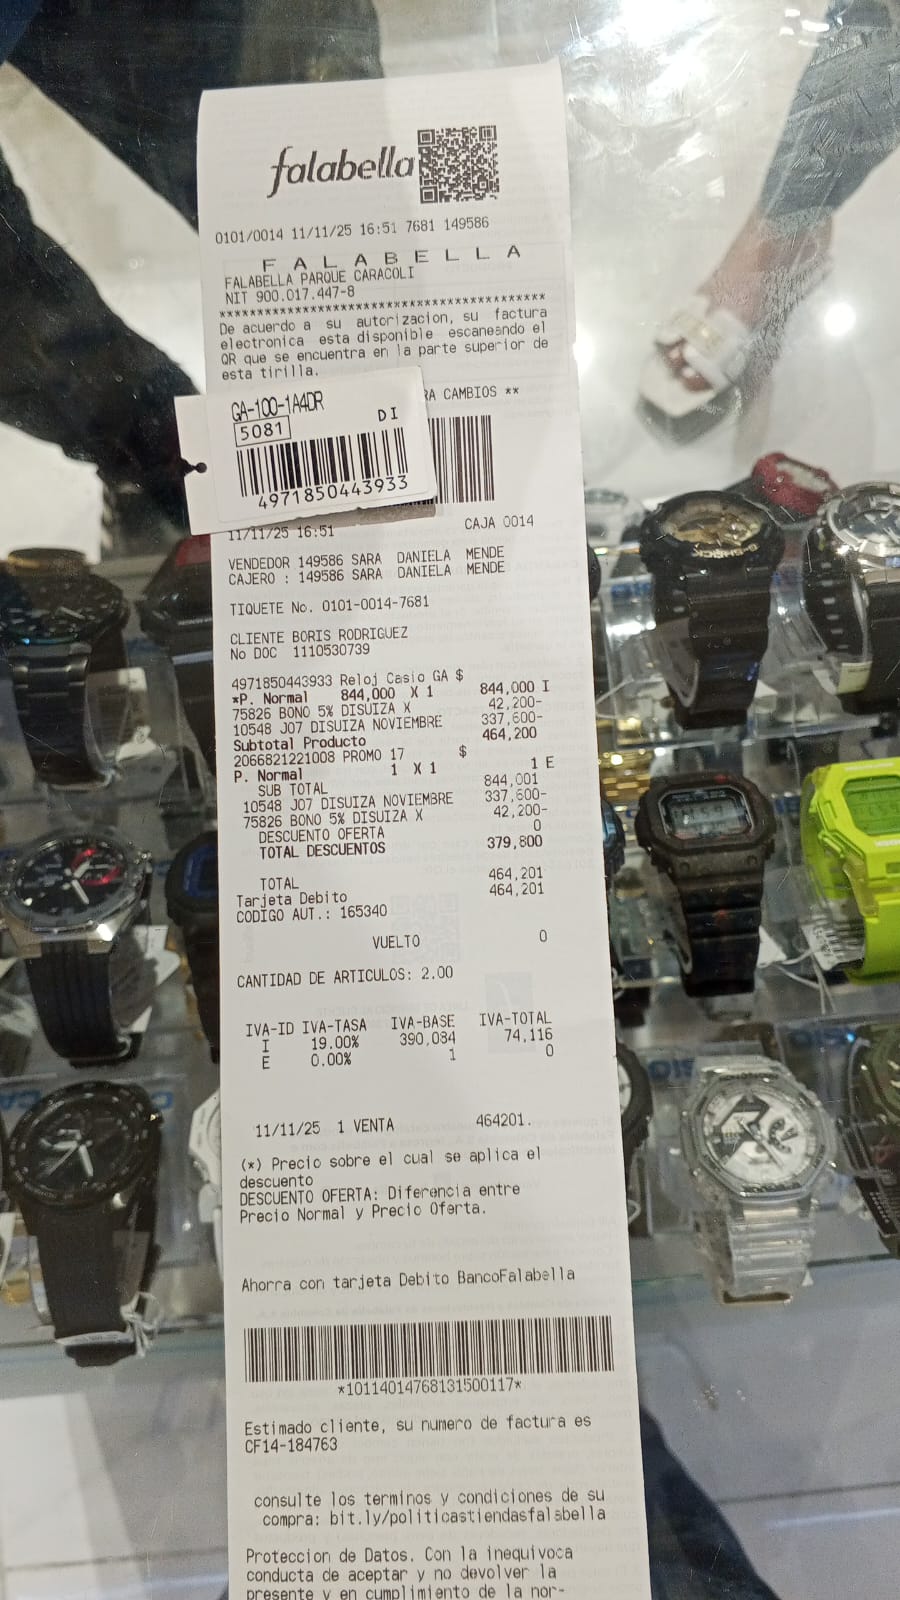 falabella
0101/0014 11/11/25 16:51 7681 149586
F A L A B E L L A
FALABELLA PARQUE CARACOLI
NIT 900.017.447-8
******************************************
De acuerdo a su autorizacion, su factura
electronica esta disponible escaneando el
QR que se encuentra en la parte superior de
esta tirilla.
RA CAMBIOS **
GA-100-1A4DR
5081 DI
4971850443933
11/11/25 16:51 CAJA 0014
VENDEDOR 149586 SARA DANIELA MENDE
CAJERO : 149586 SARA DANIELA MENDE
TIQUETE No. 0101-0014-7681
CLIENTE BORIS RODRIGUEZ
No DOC 1110530739
4971850443933 Reloj Casio GA $
*P. Normal 844,000 X 1 844,000 I
75826 BONO 5% DISUIZA X 42,200-
10548 J07 DISUIZA NOVIEMBRE 337,600-
Subtotal Producto 464,200
2066821221008 PROMO 17 $
P. Normal 1 X 1 1 E
SUB TOTAL 844,001
10548 J07 DISUIZA NOVIEMBRE 337,600-
75826 BONO 5% DISUIZA X 42,200-
DESCUENTO OFERTA 0
TOTAL DESCUENTOS 379,800
TOTAL 464,201
Tarjeta Debito 464,201
CODIGO AUT.: 165340
VUELTO 0
CANTIDAD DE ARTICULOS: 2.00
IVA-ID IVA-TASA IVA-BASE IVA-TOTAL
I 19.00% 390,084 74,116
E 0.00% 1 0
11/11/25 1 VENTA 464201.
(*) Precio sobre el cual se aplica el
descuento
DESCUENTO OFERTA: Diferencia entre
Precio Normal y Precio Oferta.
Ahorra con tarjeta Debito BancoFalabella
*10114014768131500117*
Estimado cliente, su numero de factura es
CF14-184763
consulte los terminos y condiciones de su
compra: bit.ly/politicastiendasfalabella
Proteccion de Datos. Con la inequivoca
conducta de aceptar y no devolver la
presente y en cumplimiento de la nor-
G-SHOCK